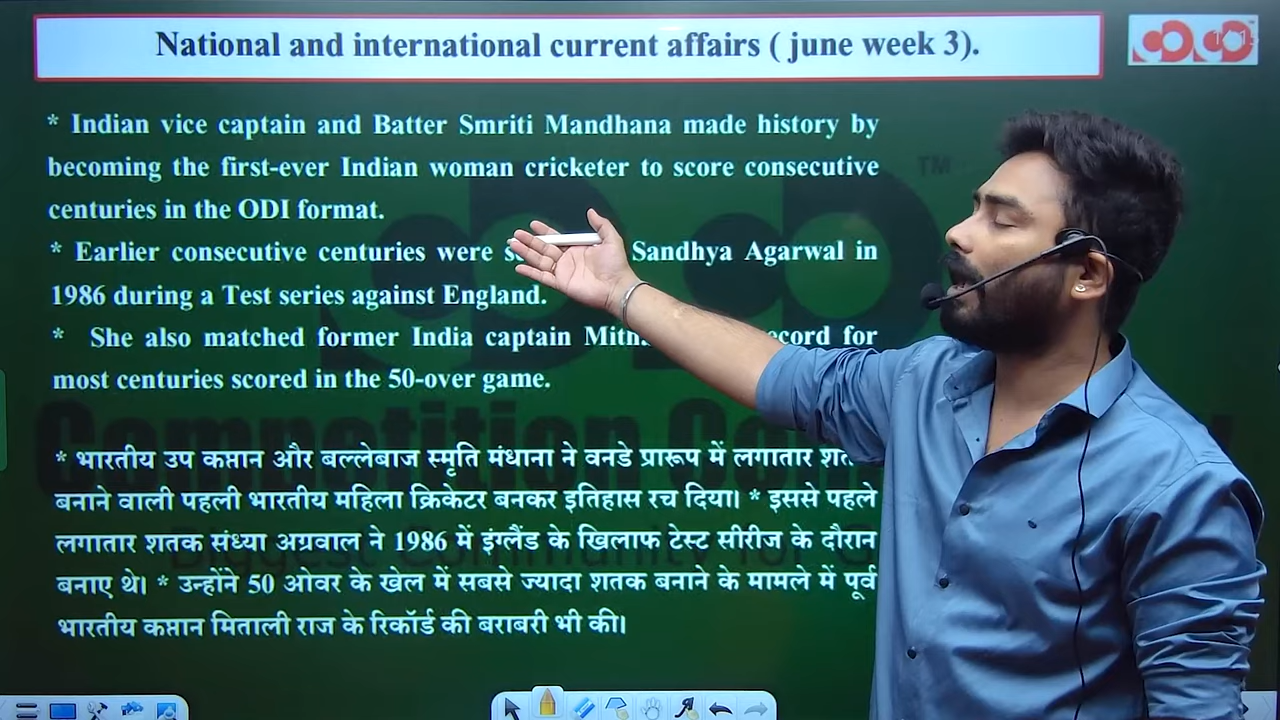 National and international current affairs ( june week 3).
* Indian vice captain and Batter Smriti Mandhana made history by
becoming the first-ever Indian woman cricketer to score consecutive
centuries in the ODI format.
* Earlier consecutive centuries were Sandhya Agarwal in
1986 during a Test series against England.
* She also matched former India captain record for
most centuries scored in the 50-over game.
* भारतीय उप कप्तान और बल्लेबाज स्मृति मंधाना ने वनडे प्रारूप में लगातार
बनाने वाली पहली भारतीय महिला क्रिकेटर बनकर इतिहास रच दिया। * इससे पहले
लगातार शतक संध्या अग्रवाल ने 1986 में इंग्लैंड के खिलाफ टेस्ट सीरीज के दौरान
बनाए थे। * उन्होंने 50 ओवर के खेल में सबसे ज्यादा शतक बनाने के मामले में पूर्व
भारतीय कप्तान मिताली राज के रिकॉर्ड की बराबरी भी की।
TM
Competition
Biggest